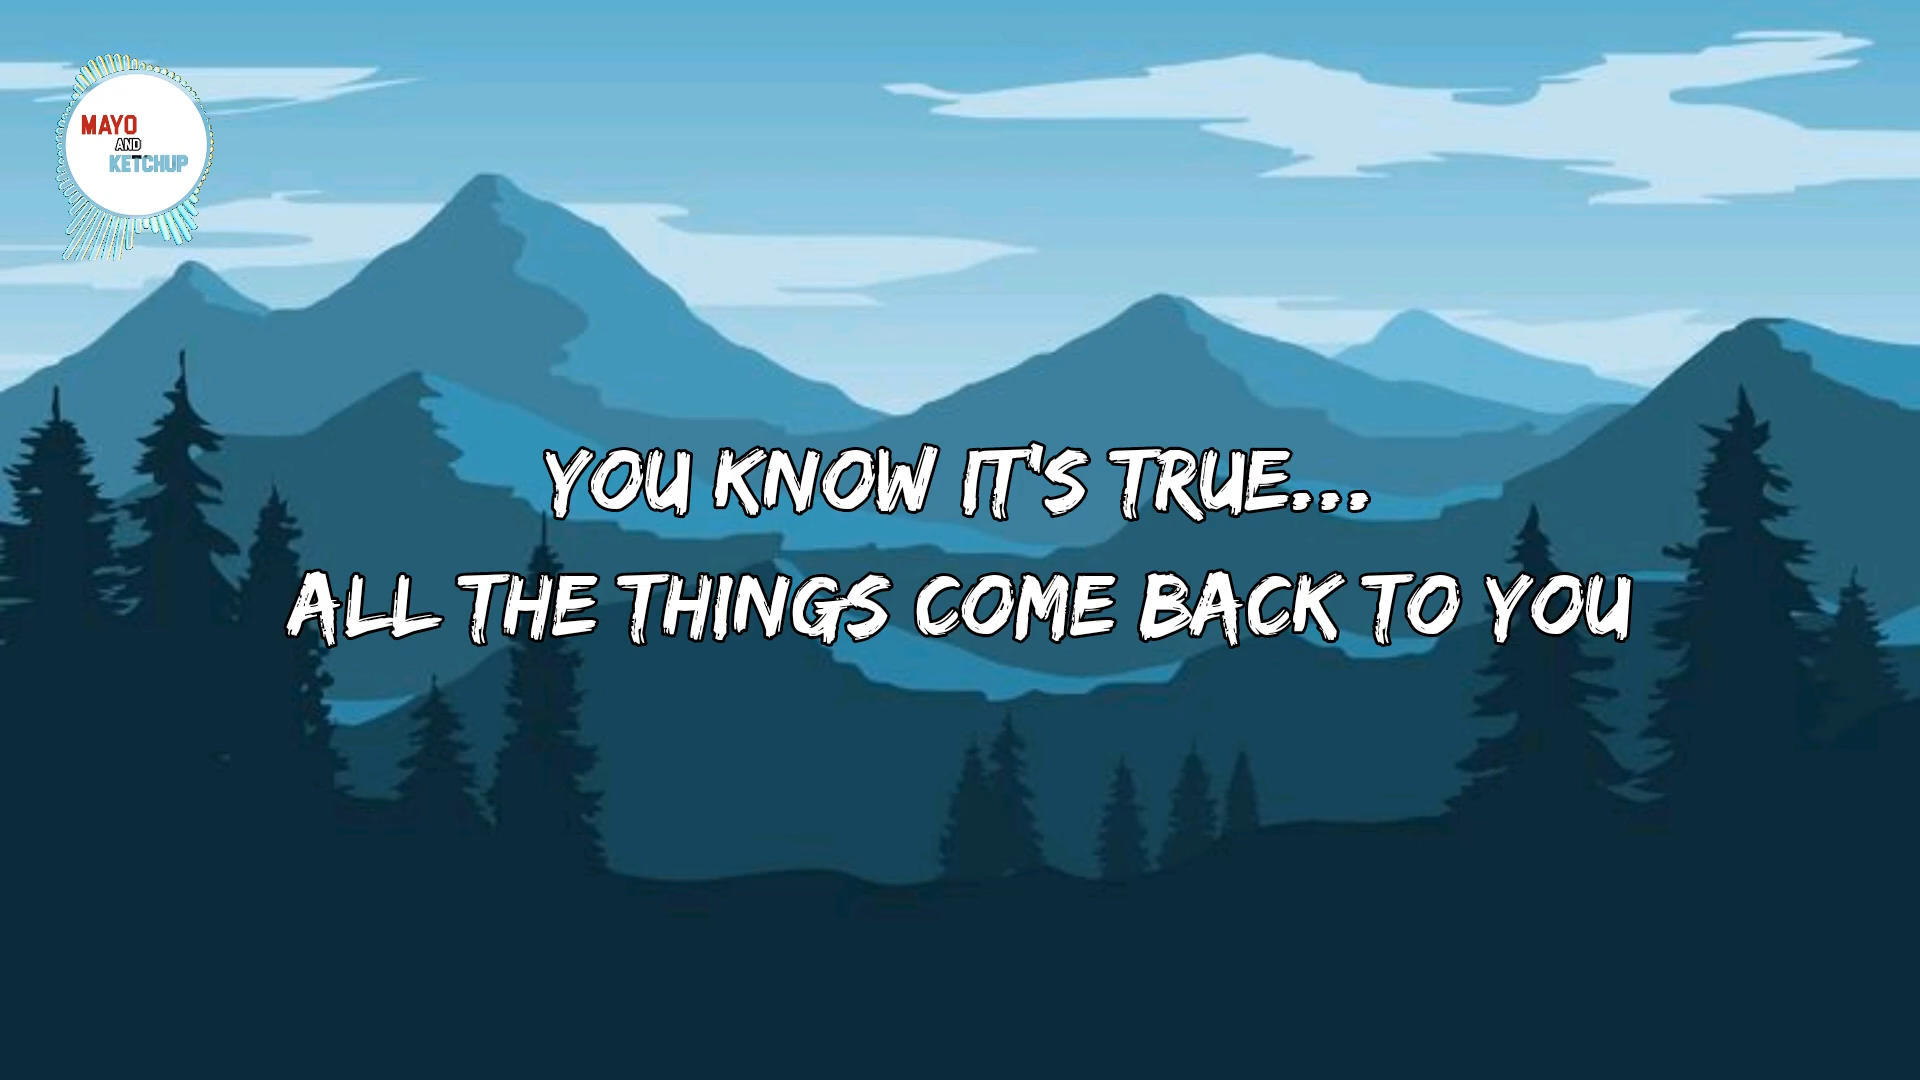 MAYO
AND
KETCHUP
YOU KNOW IT'S TRUE...
ALL THE THINGS COME BACK TO YOU